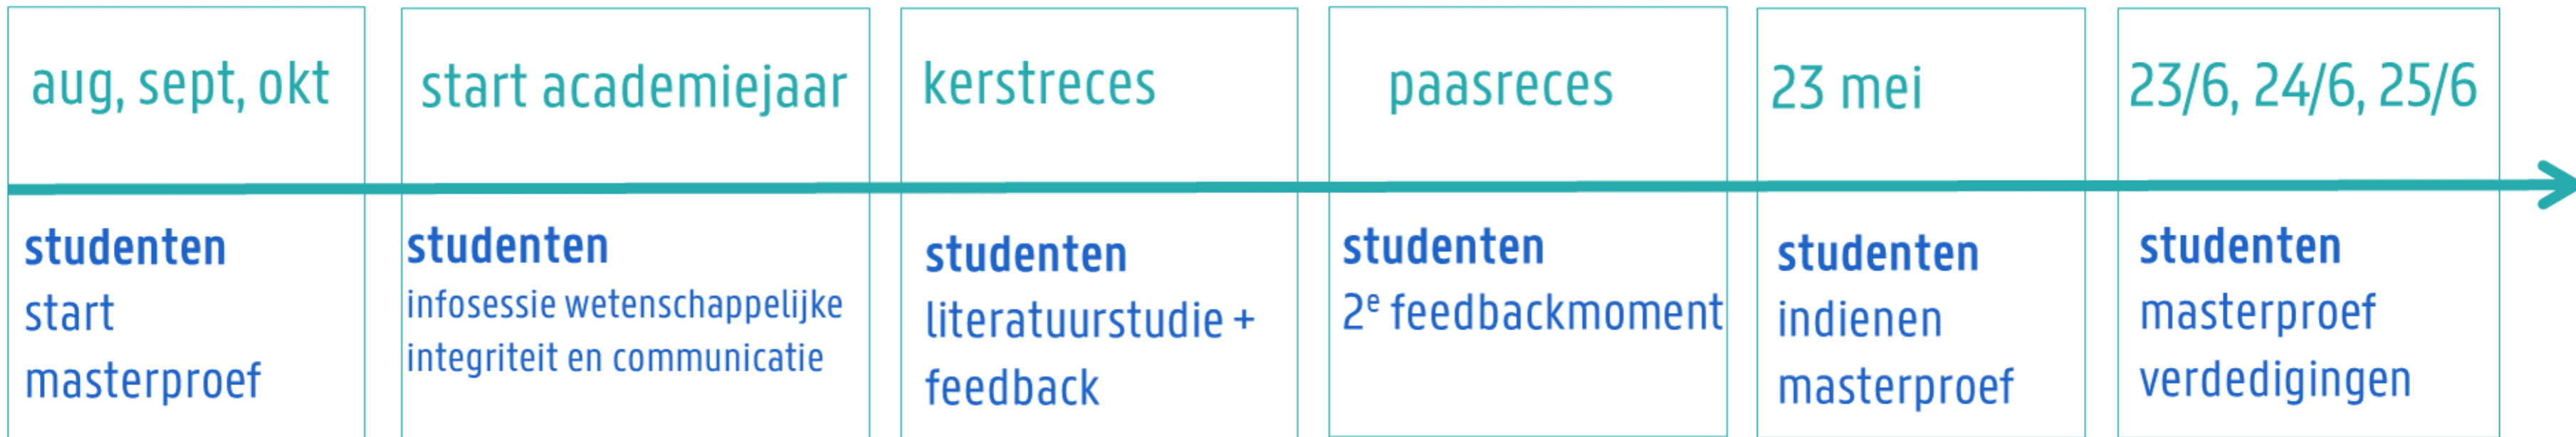 aug, sept, okt
start academiejaar
kerstreces
paasreces
23 mei
23/6, 24/6, 25/6
studenten
start
masterproef
studenten
infosessie wetenschappelijke
integriteit en communicatie
studenten
literatuurstudie +
feedback
studenten
2e feedbackmoment
studenten
indienen
masterproef
studenten
masterproef
verdedigingen